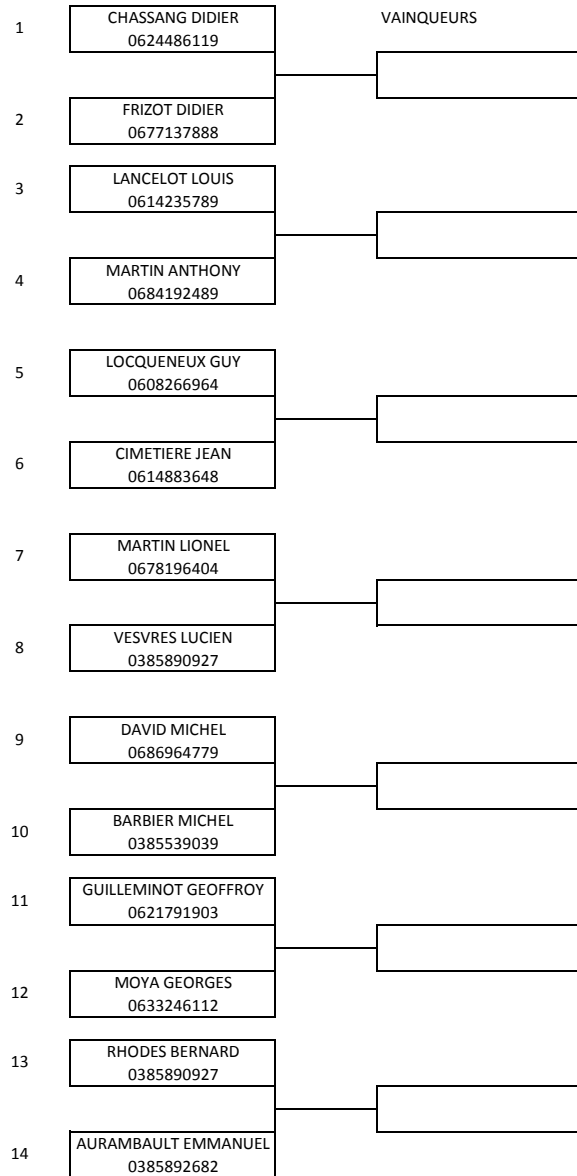 1
CHASSANG DIDIER
0624486119
VAINQUEURS
2
FRIZOT DIDIER
0677137888
3
LANCELOT LOUIS
0614235789
4
MARTIN ANTHONY
0684192489
5
LOCQUENEUX GUY
0608266964
6
CIMETIERE JEAN
0614883648
7
MARTIN LIONEL
0678196404
8
VESVRES LUCIEN
0385890927
9
DAVID MICHEL
0686964779
10
BARBIER MICHEL
0385539039
11
GUILLEMINOT GEOFFROY
0621791903
12
MOYA GEORGES
0633246112
13
RHODES BERNARD
0385890927
14
AURAMBAULT EMMANUEL
0385892682